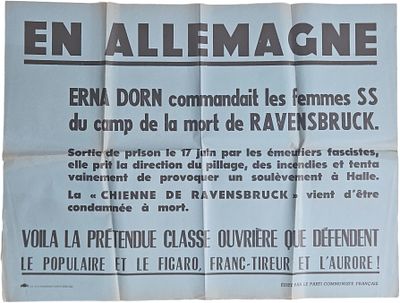 EN ALLEMAGNE
ERNA DORN commandait les femmes SS
du camp de la mort de RAVENSBRUCK.
Sortie de prison le 17 juin par les émeutiers fascistes,
elle prit la direction du pillage, des incendies et tenta
vainement de provoquer un soulèvement à Halle.
La « CHIENNE DE RAVENSBRUCK » vient d'être
condamnée à mort.
VOILA LA PRÉTENDUE CLASSE OUVRIÈRE QUE DÉFENDENT
LE POPULAIRE ET LE FIGARO, FRANC-TIREUR ET L'AURORE !
ÉDITÉ PAR LE PARTI COMMUNISTE FRANÇAIS